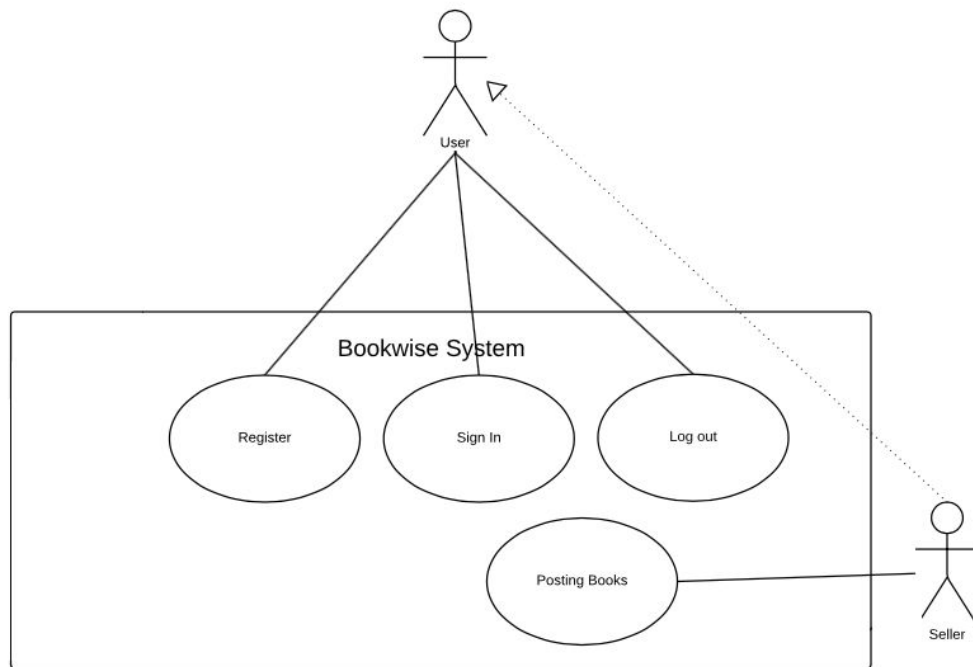 User
Bookwise System
Register
Sign In
Log out
Posting Books
Seller